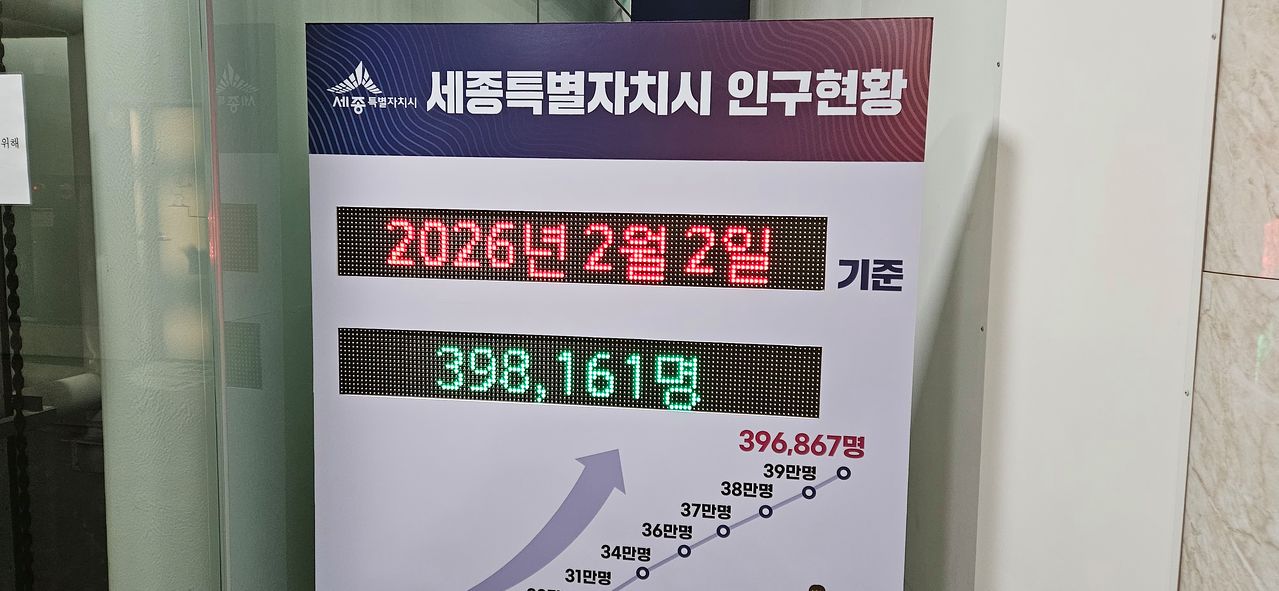 위해
세종특별자치시
세종특별자치시 인구현황
2026년 2월 2일
기준
398,161명
396,867명
39만명
38만명
37만명
36만명
34만명
31만명